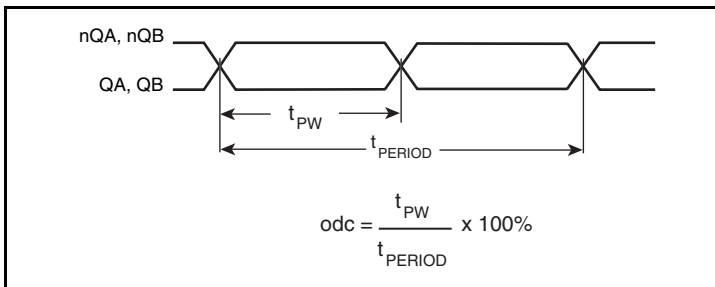 nQA, nQB
QA, QB
tPW
tPERIOD
odc = tPW / tPERIOD x 100%